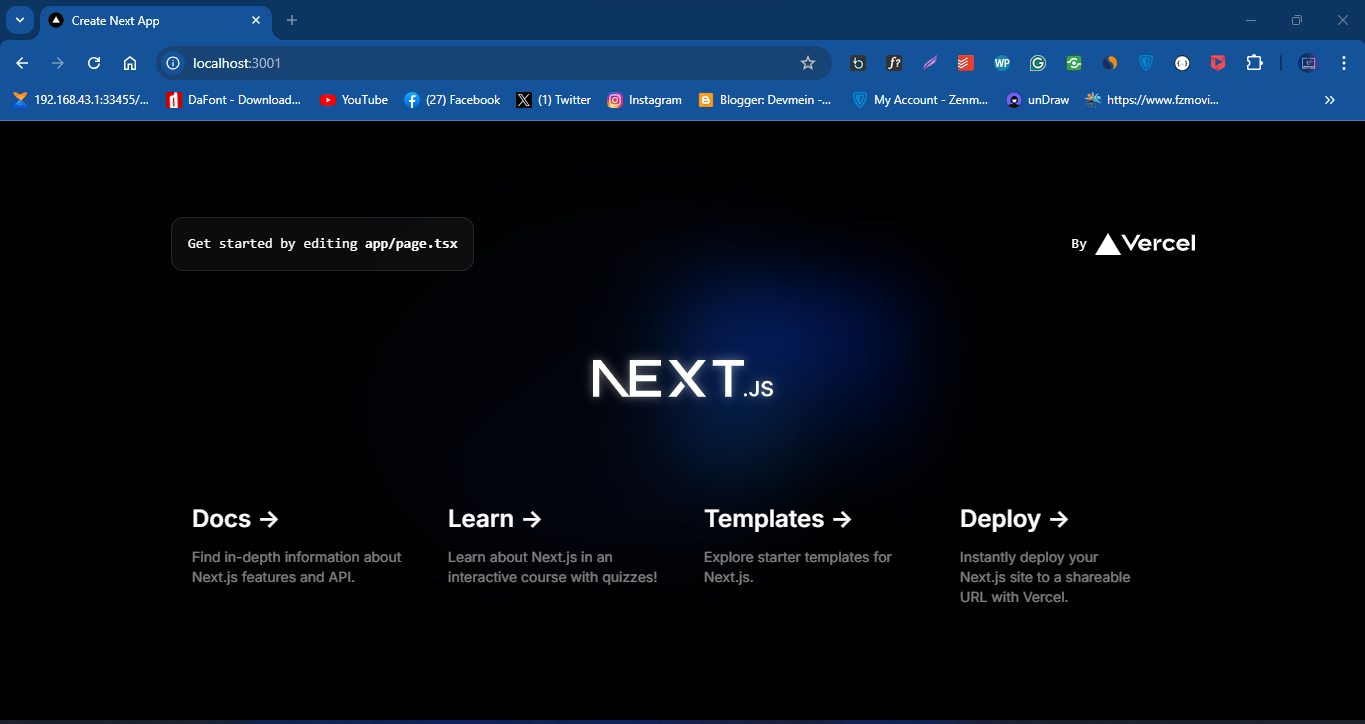 Create Next App
localhost:3001
192.168.43.1:33455/...
DaFont - Download...
YouTube
(27) Facebook
(1) Twitter
Instagram
Blogger: Devmein -...
My Account - Zenm...
unDraw
https://www.fzmovi...
Get started by editing app/page.tsx
By Vercel
NEXT.JS
Docs →
Find in-depth information about
Next.js features and API.
Learn →
Learn about Next.js in an
interactive course with quizzes!
Templates →
Explore starter templates for
Next.js.
Deploy →
Instantly deploy your
Next.js site to a shareable
URL with Vercel.